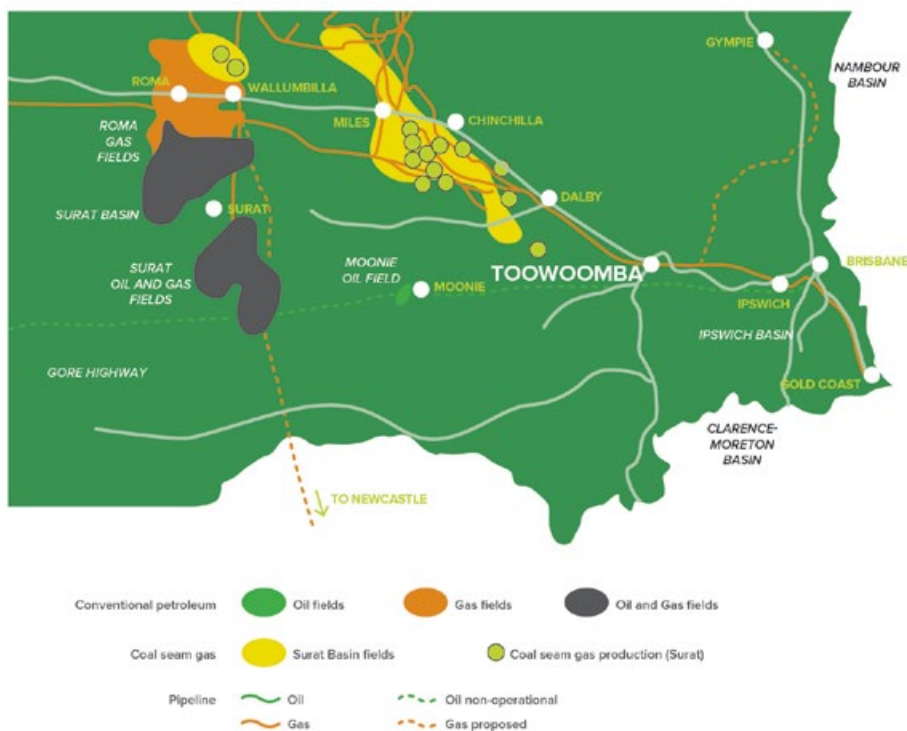 GYMPIE
NAMBOUR
BASIN
ROMA
WALLUMBILLA
MILES
CHINCHILLA
ROMA
GAS
FIELDS
DALBY
SURAT BASIN
SURAT
SURAT
OIL AND GAS
FIELDS
MOONIE
OIL FIELD
MOONIE
TOOWOOMBA
BRISBANE
IPSWICH
IPSWICH BASIN
GORE HIGHWAY
GOLD COAST
CLARENCE-
MORETON
BASIN
TO NEWCASTLE
Conventional petroleum Oil fields Gas fields Oil and Gas fields
Coal seam gas Surat Basin fields Coal seam gas production (Surat)
Pipeline Oil Oil non-operational
Gas Gas proposed